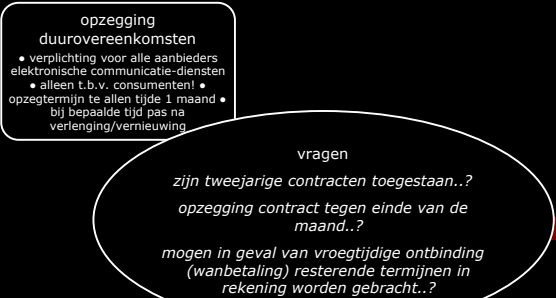 opzegging
duurovereenkomsten
● verplichting voor alle aanbieders
elektronische communicatie-diensten
● alleen t.b.v. consumenten! ●
opzegtermijn te allen tijde 1 maand ●
bij bepaalde tijd pas na
verlenging/vernieuwing
vragen
zijn tweejarige contracten toegestaan..?
opzegging contract tegen einde van de
maand..?
mogen in geval van vroegtijdige ontbinding
(wanbetaling) resterende termijnen in
rekening worden gebracht..?